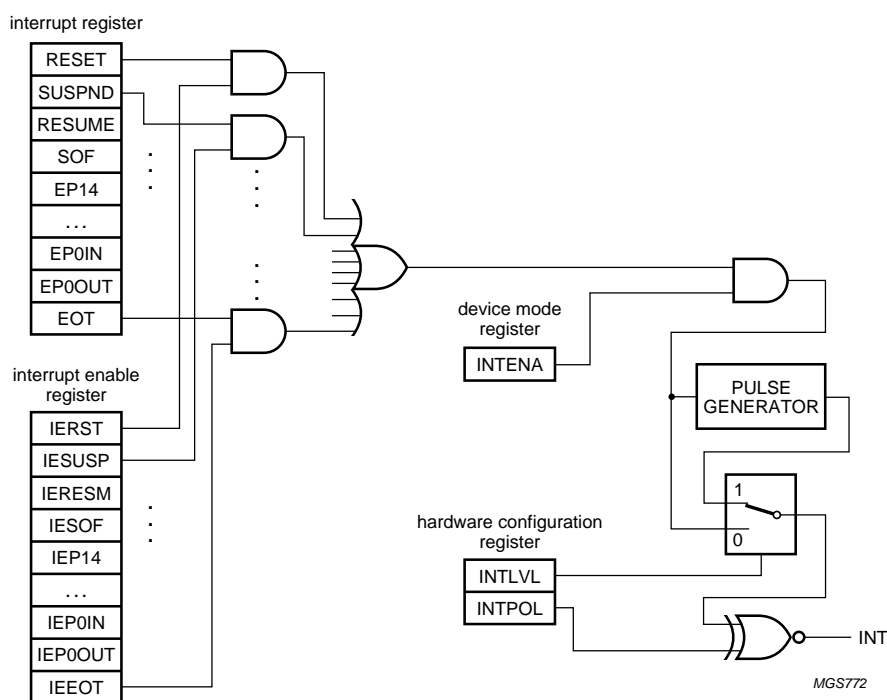 interrupt register
RESET
SUSPND
RESUME
SOF
EP14
...
EP0IN
EP0OUT
EOT
interrupt enable
register
IERST
IESUSP
IERESM
IESOF
IEP14
...
IEP0IN
IEP0OUT
IEEOT
device mode
register
INTENA
PULSE
GENERATOR
1
0
hardware configuration
register
INTLVL
INTPOL
INT
MGS772